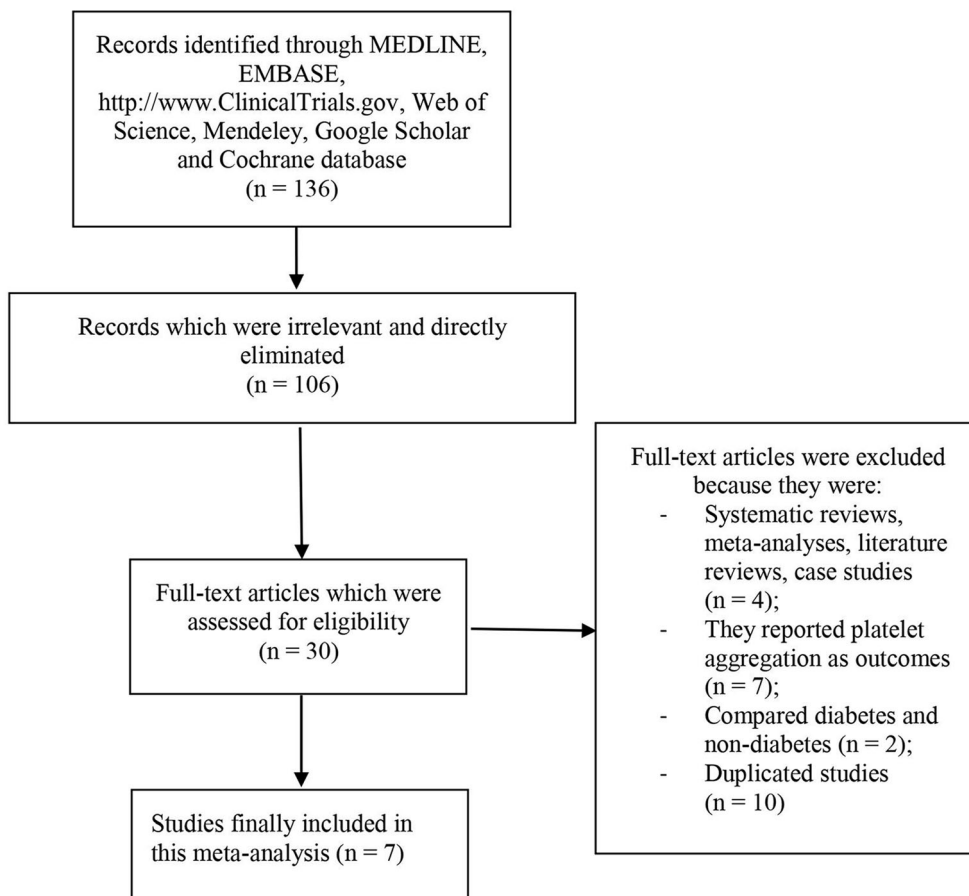 Records identified through MEDLINE,
EMBASE,
http://www.ClinicalTrials.gov, Web of
Science, Mendeley, Google Scholar
and Cochrane database
(n = 136)
Records which were irrelevant and directly
eliminated
(n = 106)
Full-text articles which were
assessed for eligibility
(n = 30)
Full-text articles were excluded
because they were:
- Systematic reviews,
meta-analyses, literature
reviews, case studies
(n = 4);
- They reported platelet
aggregation as outcomes
(n = 7);
- Compared diabetes and
non-diabetes (n = 2);
- Duplicated studies
(n = 10)
Studies finally included in
this meta-analysis (n = 7)